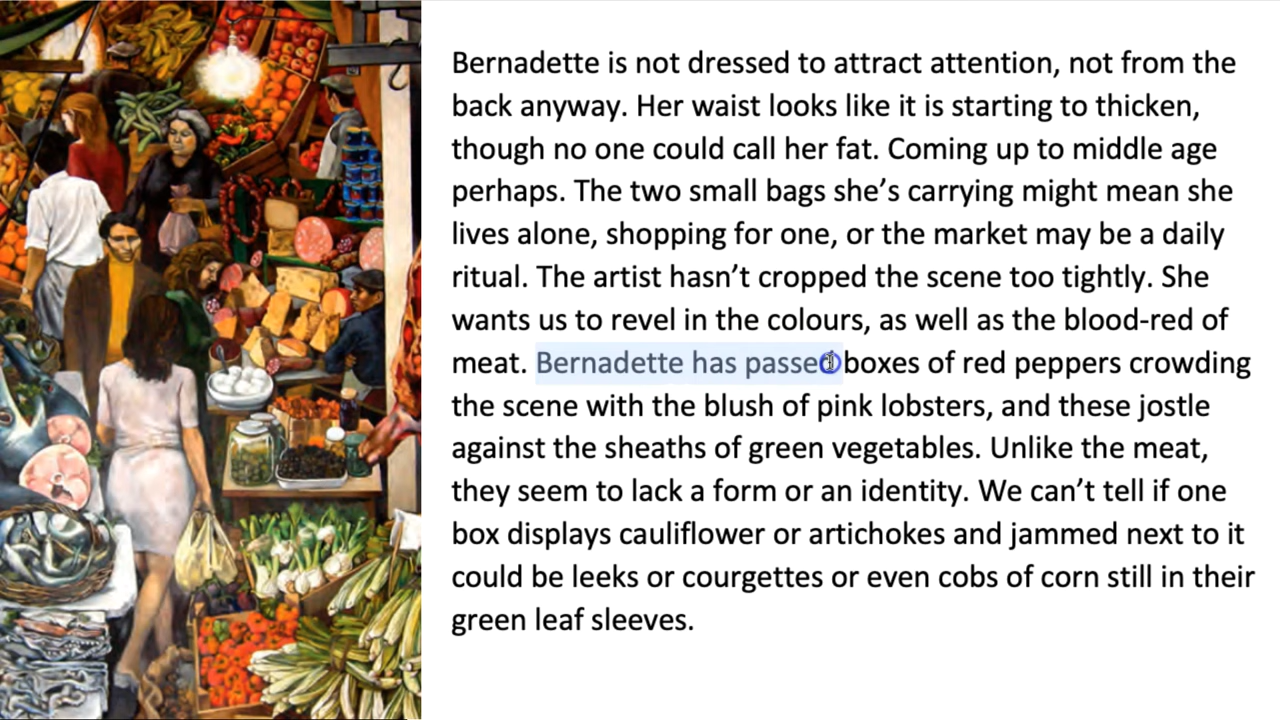 Bernadette is not dressed to attract attention, not from the
back anyway. Her waist looks like it is starting to thicken,
though no one could call her fat. Coming up to middle age
perhaps. The two small bags she’s carrying might mean she
lives alone, shopping for one, or the market may be a daily
ritual. The artist hasn’t cropped the scene too tightly. She
wants us to revel in the colours, as well as the blood-red of
meat. Bernadette has passed boxes of red peppers crowding
the scene with the blush of pink lobsters, and these jostle
against the sheaths of green vegetables. Unlike the meat,
they seem to lack a form or an identity. We can’t tell if one
box displays cauliflower or artichokes and jammed next to it
could be leeks or courgettes or even cobs of corn still in their
green leaf sleeves.